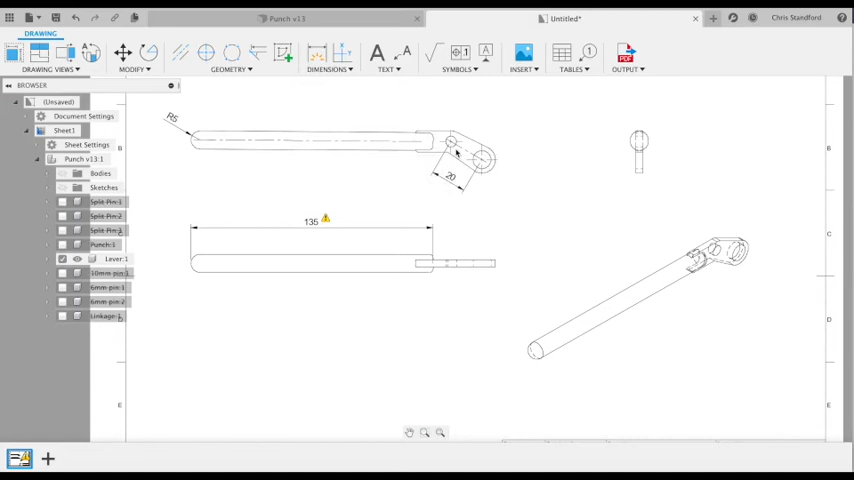 Punch v13
Untitled*
Chris Standford
DRAWING
DRAWING VIEWS
MODIFY
GEOMETRY
DIMENSIONS
TEXT
SYMBOLS
INSERT
TABLES
OUTPUT
BROWSER
(Unsaved)
Document Settings
Sheet1
Sheet Settings
Punch v13:1
Bodies
Sketches
Split Pin:1
Split Pin:2
Split Pin:3
Punch:1
Lever:1
10mm pin:1
6mm pin:1
6mm pin:2
Linkage:1
R5
20
135
B
E
B
C
D
E